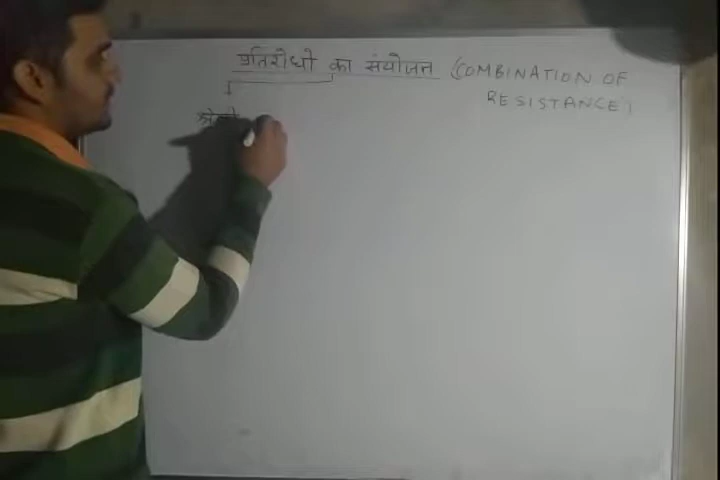 प्रतिरोधो का संयोजन (COMBINATION OF
RESISTANCE)
श्रेणी